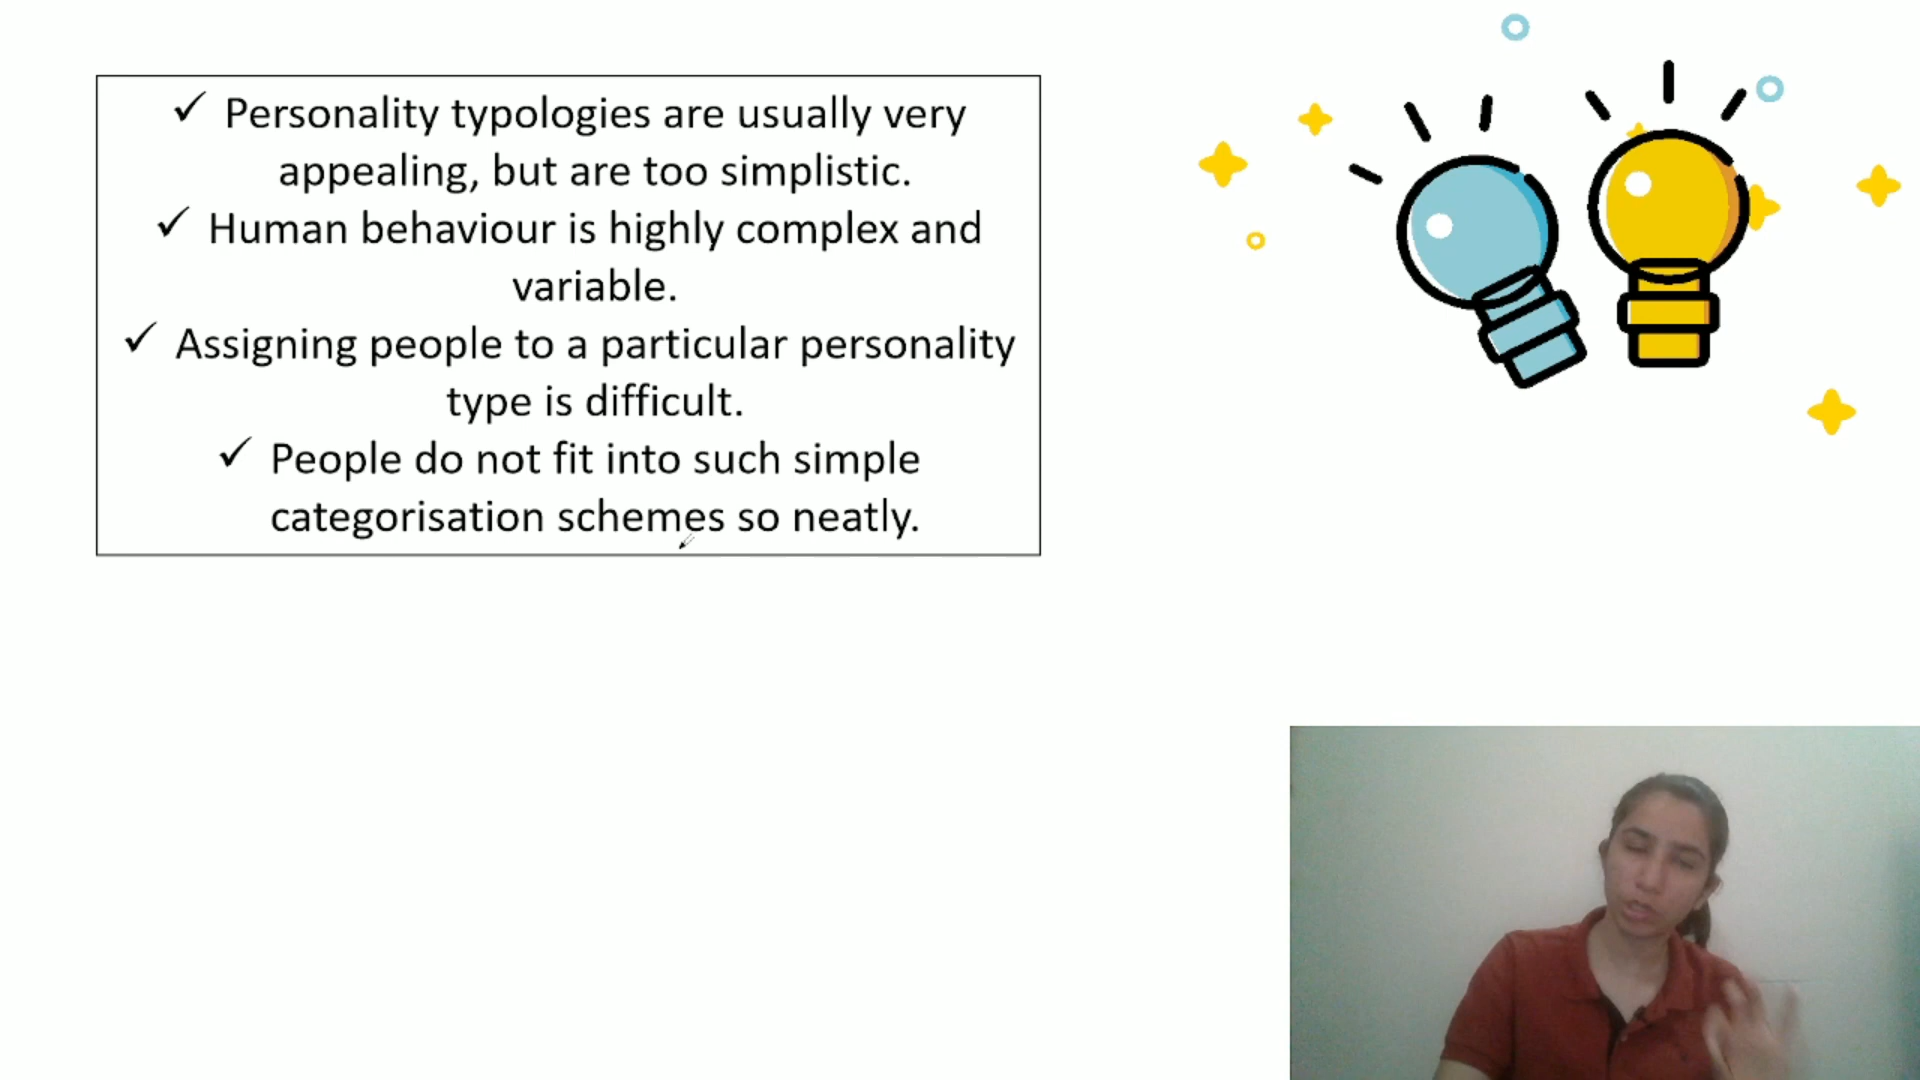 ✓ Personality typologies are usually very
appealing, but are too simplistic.
✓ Human behaviour is highly complex and
variable.
✓ Assigning people to a particular personality
type is difficult.
✓ People do not fit into such simple
categorisation schemes so neatly.